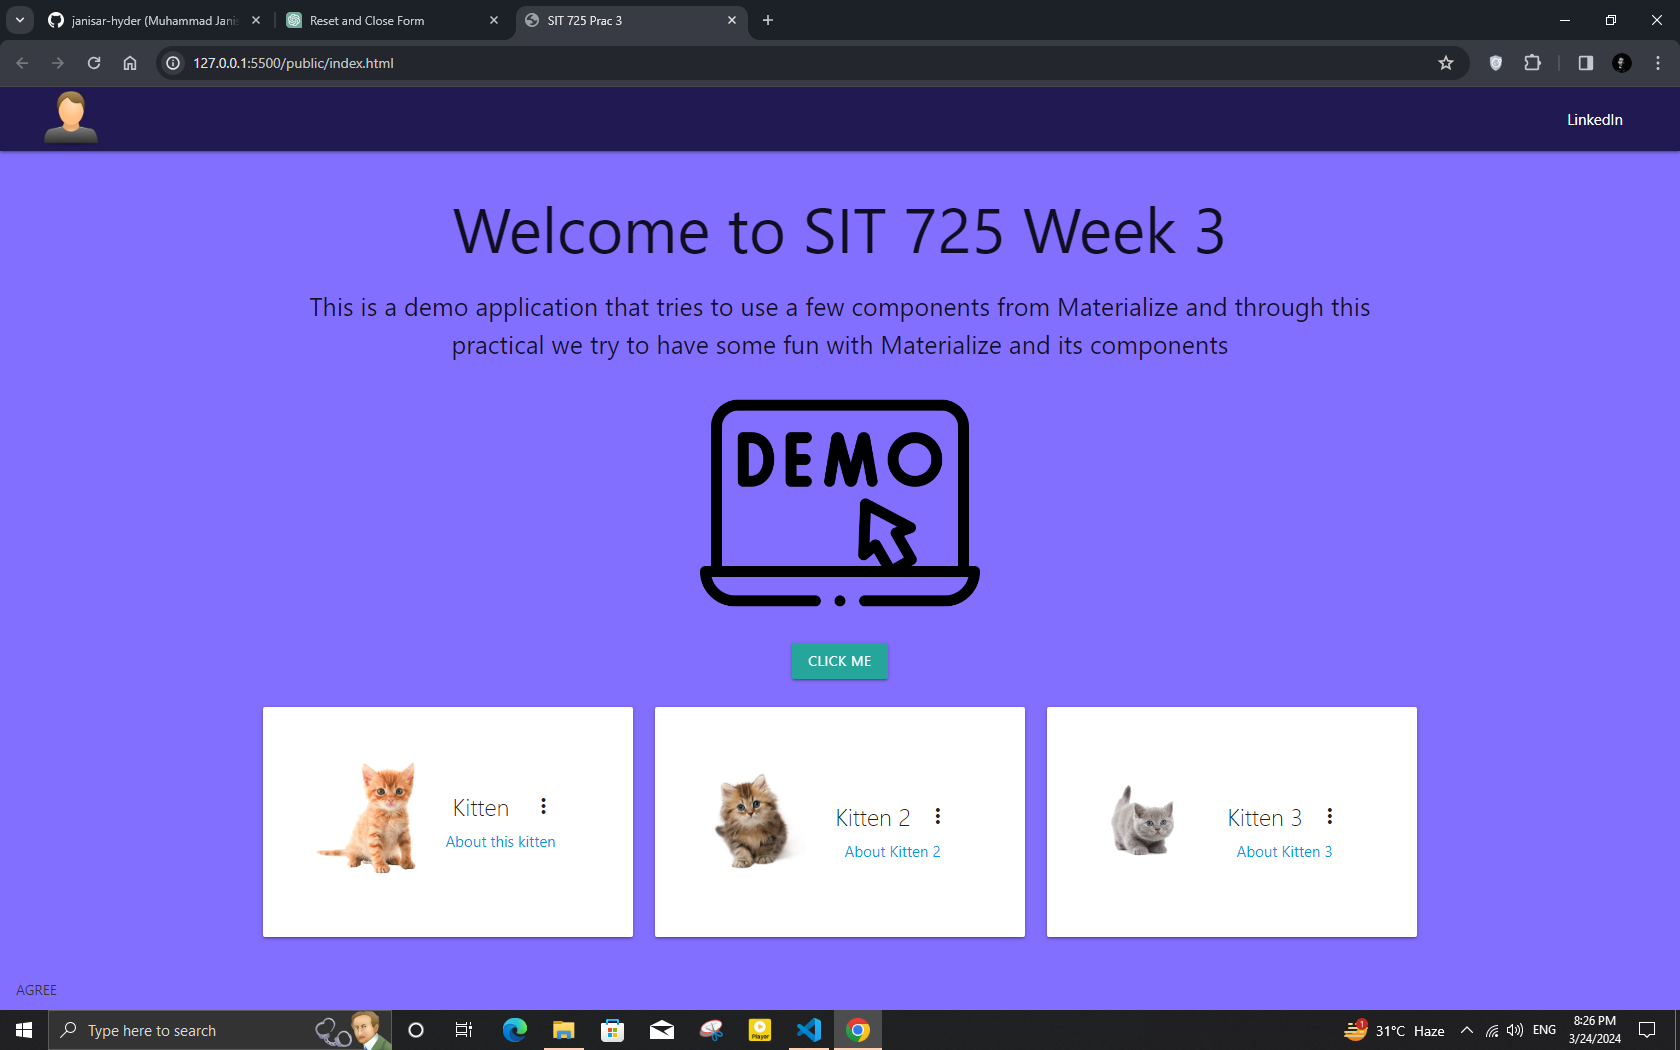 janisar-hyder (Muhammad Janis
Reset and Close Form
SIT 725 Prac 3
127.0.0.1:5500/public/index.html
LinkedIn
Welcome to SIT 725 Week 3
This is a demo application that tries to use a few components from Materialize and through this
practical we try to have some fun with Materialize and its components
DEMO
CLICK ME
Kitten
About this kitten
Kitten 2
About Kitten 2
Kitten 3
About Kitten 3
AGREE
Type here to search
Player
1
31°C Haze
ENG
8:26 PM
3/24/2024